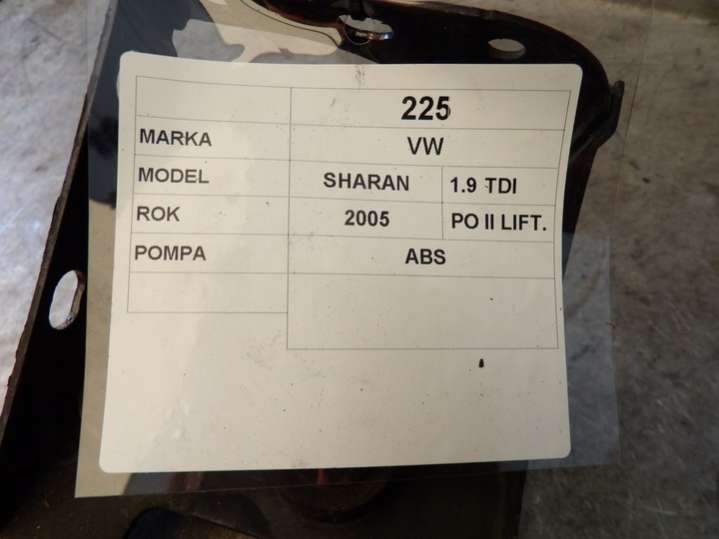 225
MARKA VW
MODEL SHARAN 1.9 TDI
ROK 2005 PO II LIFT.
POMPA ABS